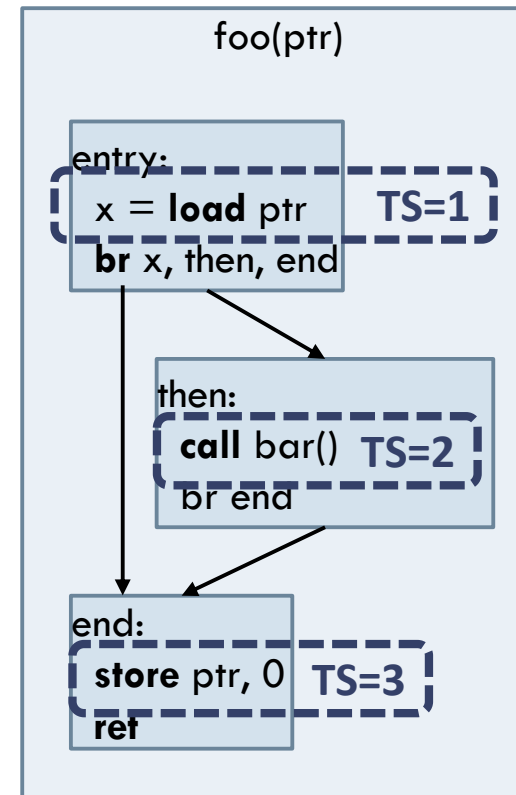 foo(ptr)
entry:
x = load ptr TS=1
br x, then, end
then:
call bar() TS=2
br end
end:
store ptr, 0 TS=3
ret